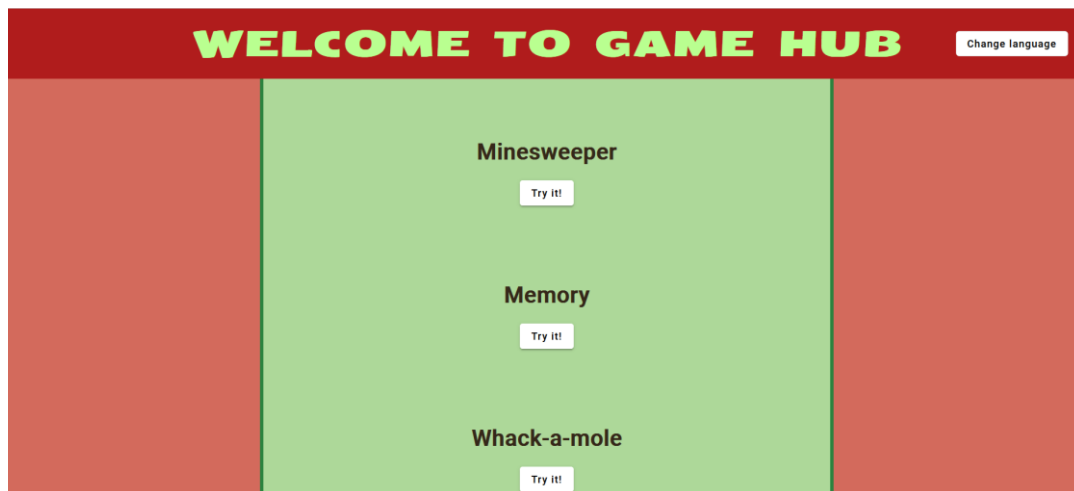 WELCOME TO GAME HUB
Change language
Minesweeper
Try it!
Memory
Try it!
Whack-a-mole
Try it!